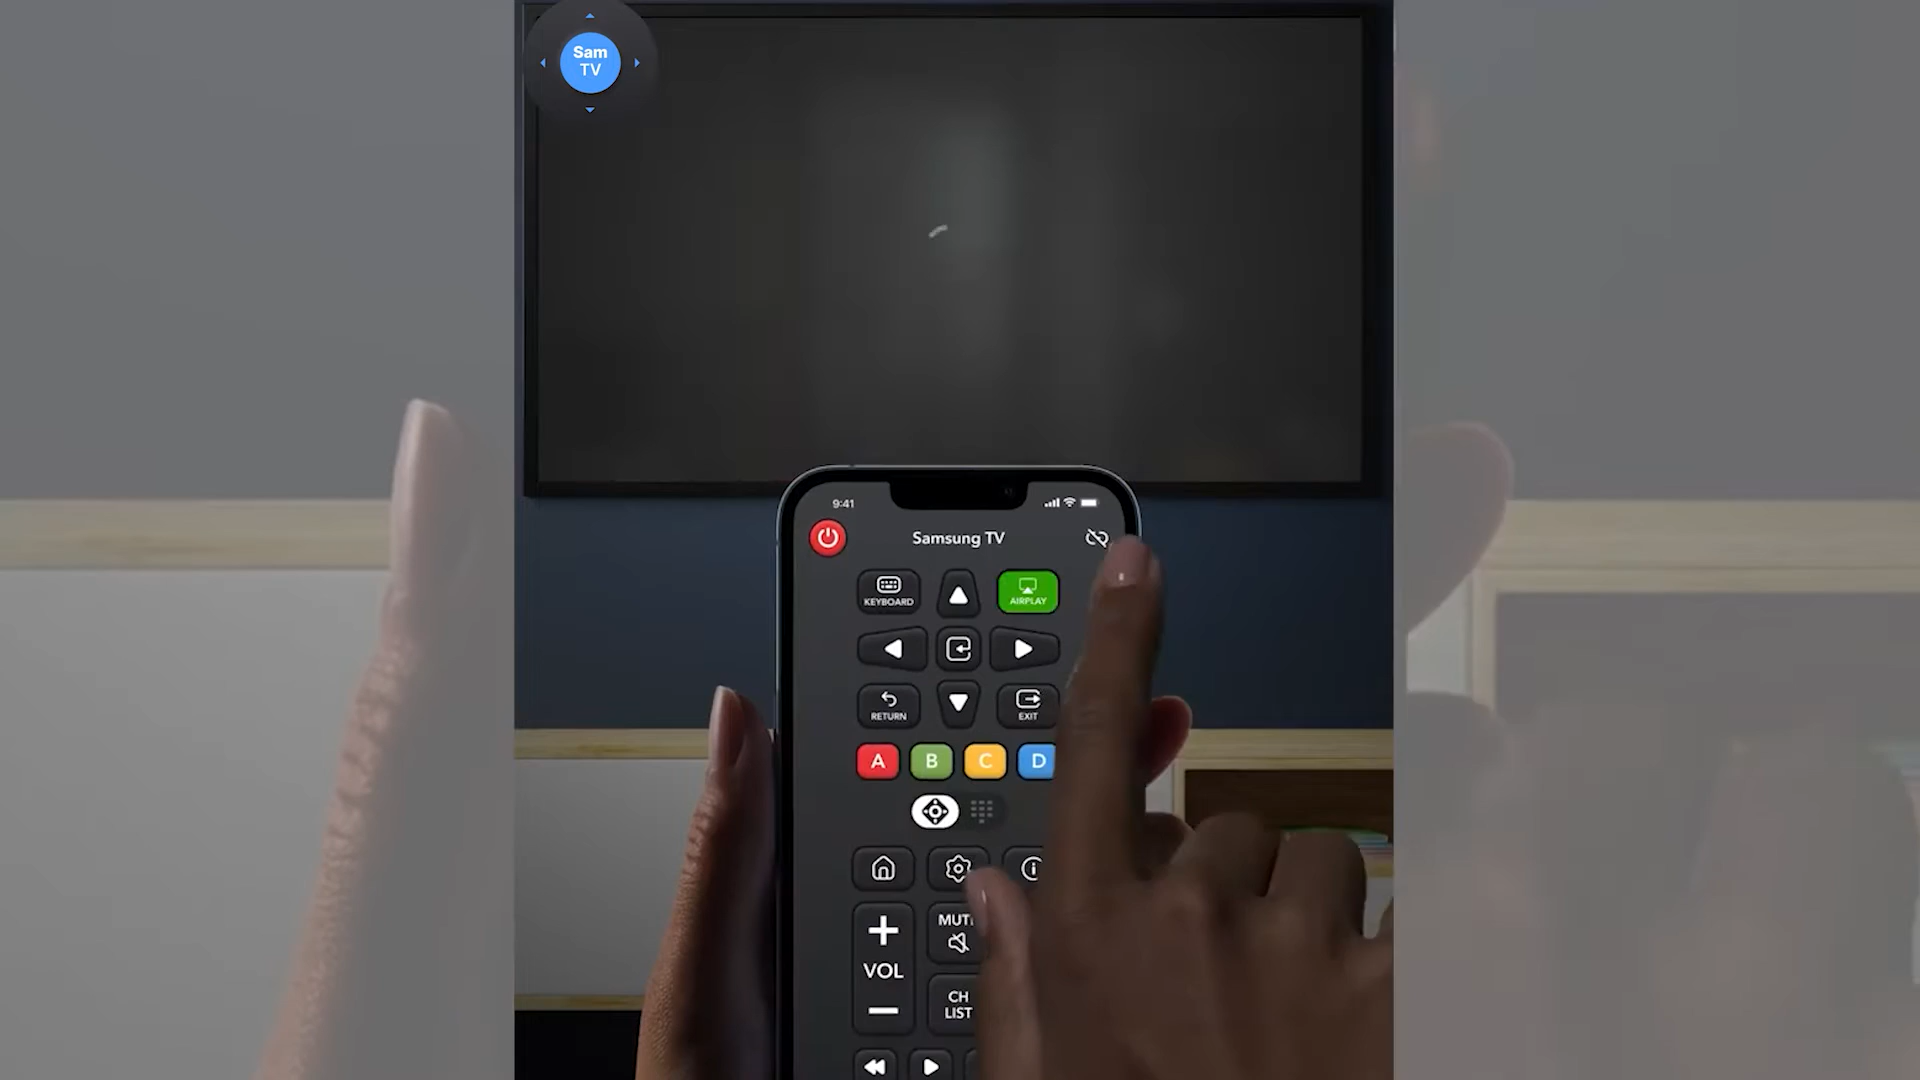 Sam
TV
9:41
Samsung TV
KEYBOARD
AIRPLAY
RETURN
EXIT
A B C D
VOL
CH
LIST